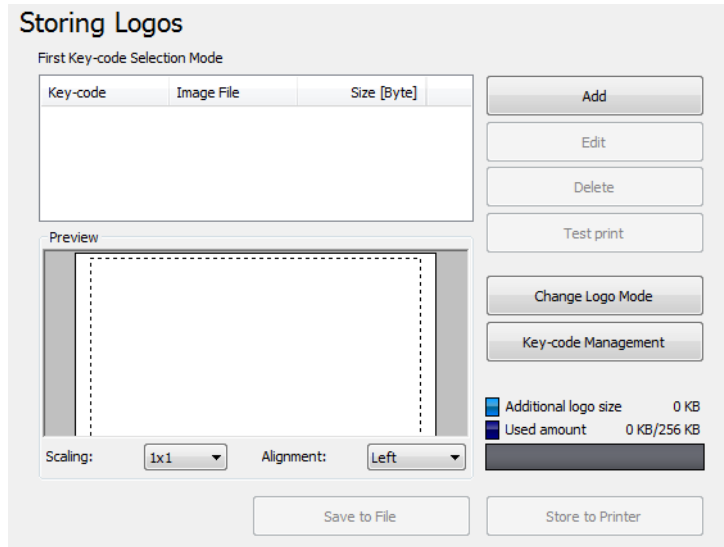 Storing Logos
First Key-code Selection Mode
Key-code Image File Size [Byte]
Add
Edit
Delete
Test print
Preview
Change Logo Mode
Key-code Management
Additional logo size 0 KB
Used amount 0 KB/256 KB
Scaling: 1x1 Alignment: Left
Save to File Store to Printer